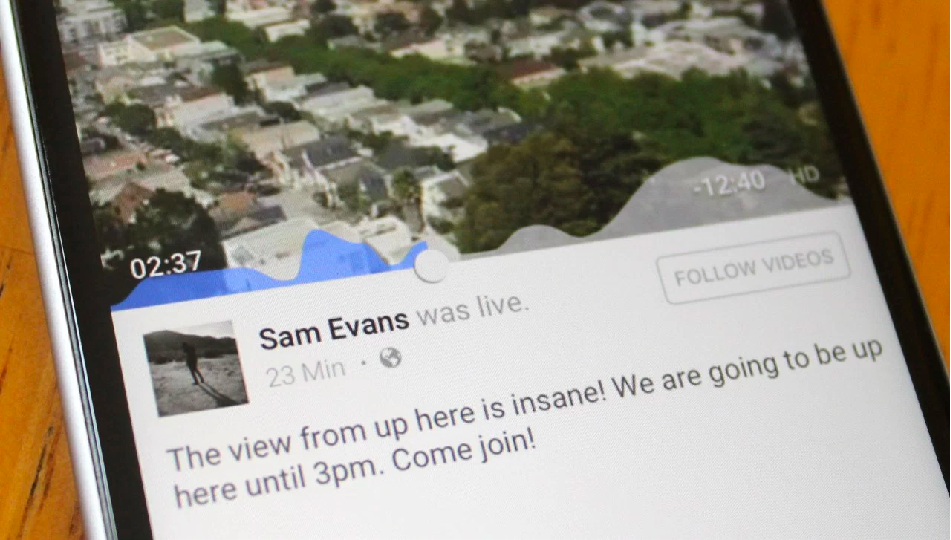 -12:40 HD
02:37
FOLLOW VIDEOS
Sam Evans was live.
23 Min ·
The view from up here is insane! We are going to be up
here until 3pm. Come join!